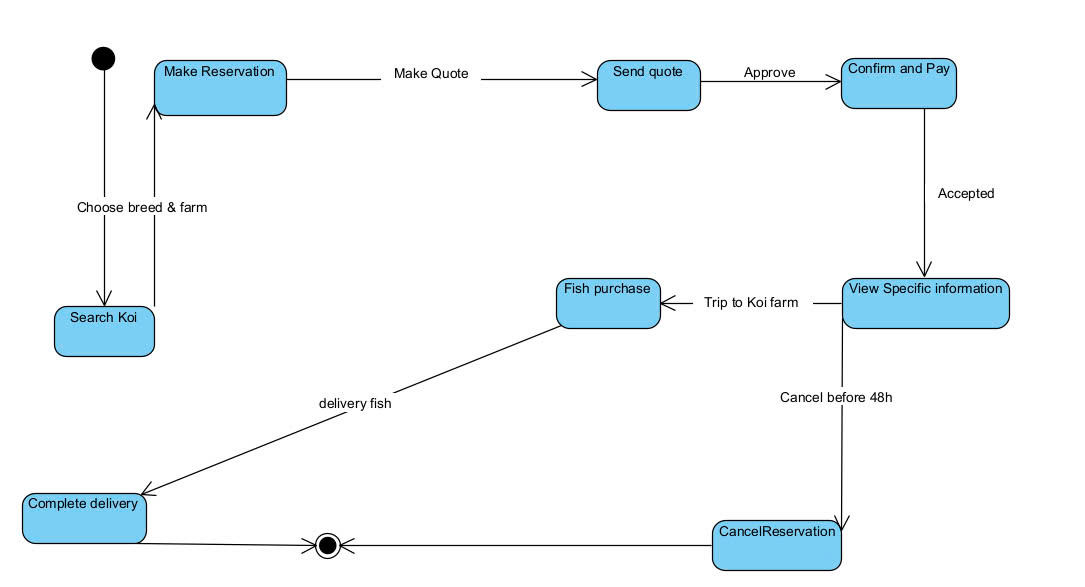 Make Reservation
Make Quote
Send quote
Approve
Confirm and Pay
Choose breed & farm
Accepted
Search Koi
Fish purchase
Trip to Koi farm
View Specific information
delivery fish
Cancel before 48h
Complete delivery
CancelReservation